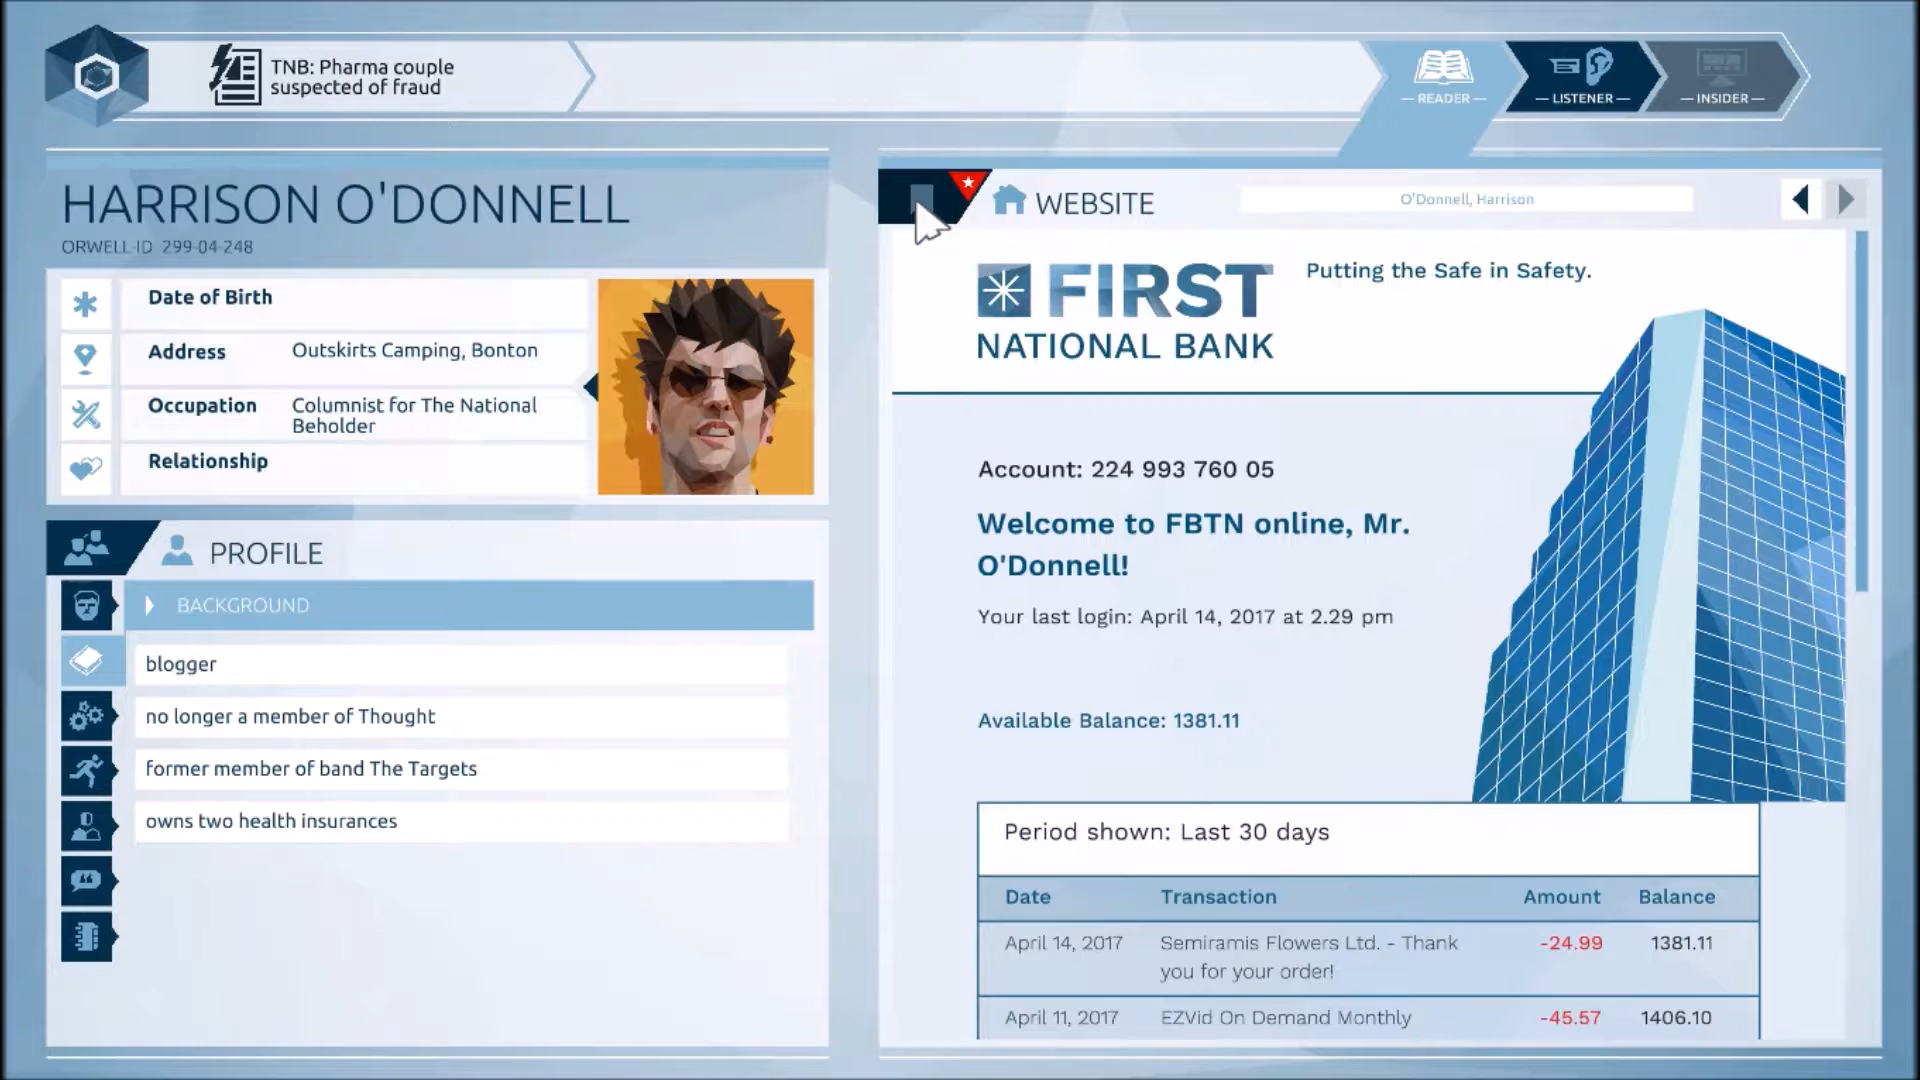 TNB: Pharma couple
suspected of fraud
READER
LISTENER
INSIDER
HARRISON O'DONNELL
ORWELL-ID 299-04-248
Date of Birth
Address Outskirts Camping, Bonton
Occupation Columnist for The National
Beholder
Relationship
PROFILE
BACKGROUND
blogger
no longer a member of Thought
former member of band The Targets
owns two health insurances
WEBSITE
O'Donnell, Harrison
FIRST
NATIONAL BANK
Putting the Safe in Safety.
Account: 224 993 760 05
Welcome to FBTN online, Mr.
O'Donnell!
Your last login: April 14, 2017 at 2.29 pm
Available Balance: 1381.11
Period shown: Last 30 days
Date Transaction Amount Balance
April 14, 2017 Semiramis Flowers Ltd. - Thank -24.99 1381.11
you for your order!
April 11, 2017 EZVid On Demand Monthly -45.57 1406.10